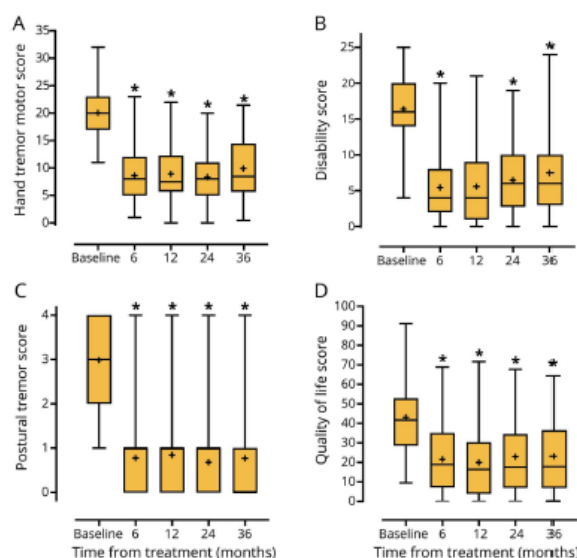 A
Hand tremor motor score
35
30
25
20
15
10
5
0
* * * *
Baseline 6 12 24 36
B
Disability score
25
20
15
10
5
0
* * *
Baseline 6 12 24 36
C
Postural tremor score
4
3
2
1
0
* * * *
Baseline 6 12 24 36
Time from treatment (months)
D
Quality of life score
100
90
80
70
60
50
40
30
20
10
0
* * * *
Baseline 6 12 24 36
Time from treatment (months)